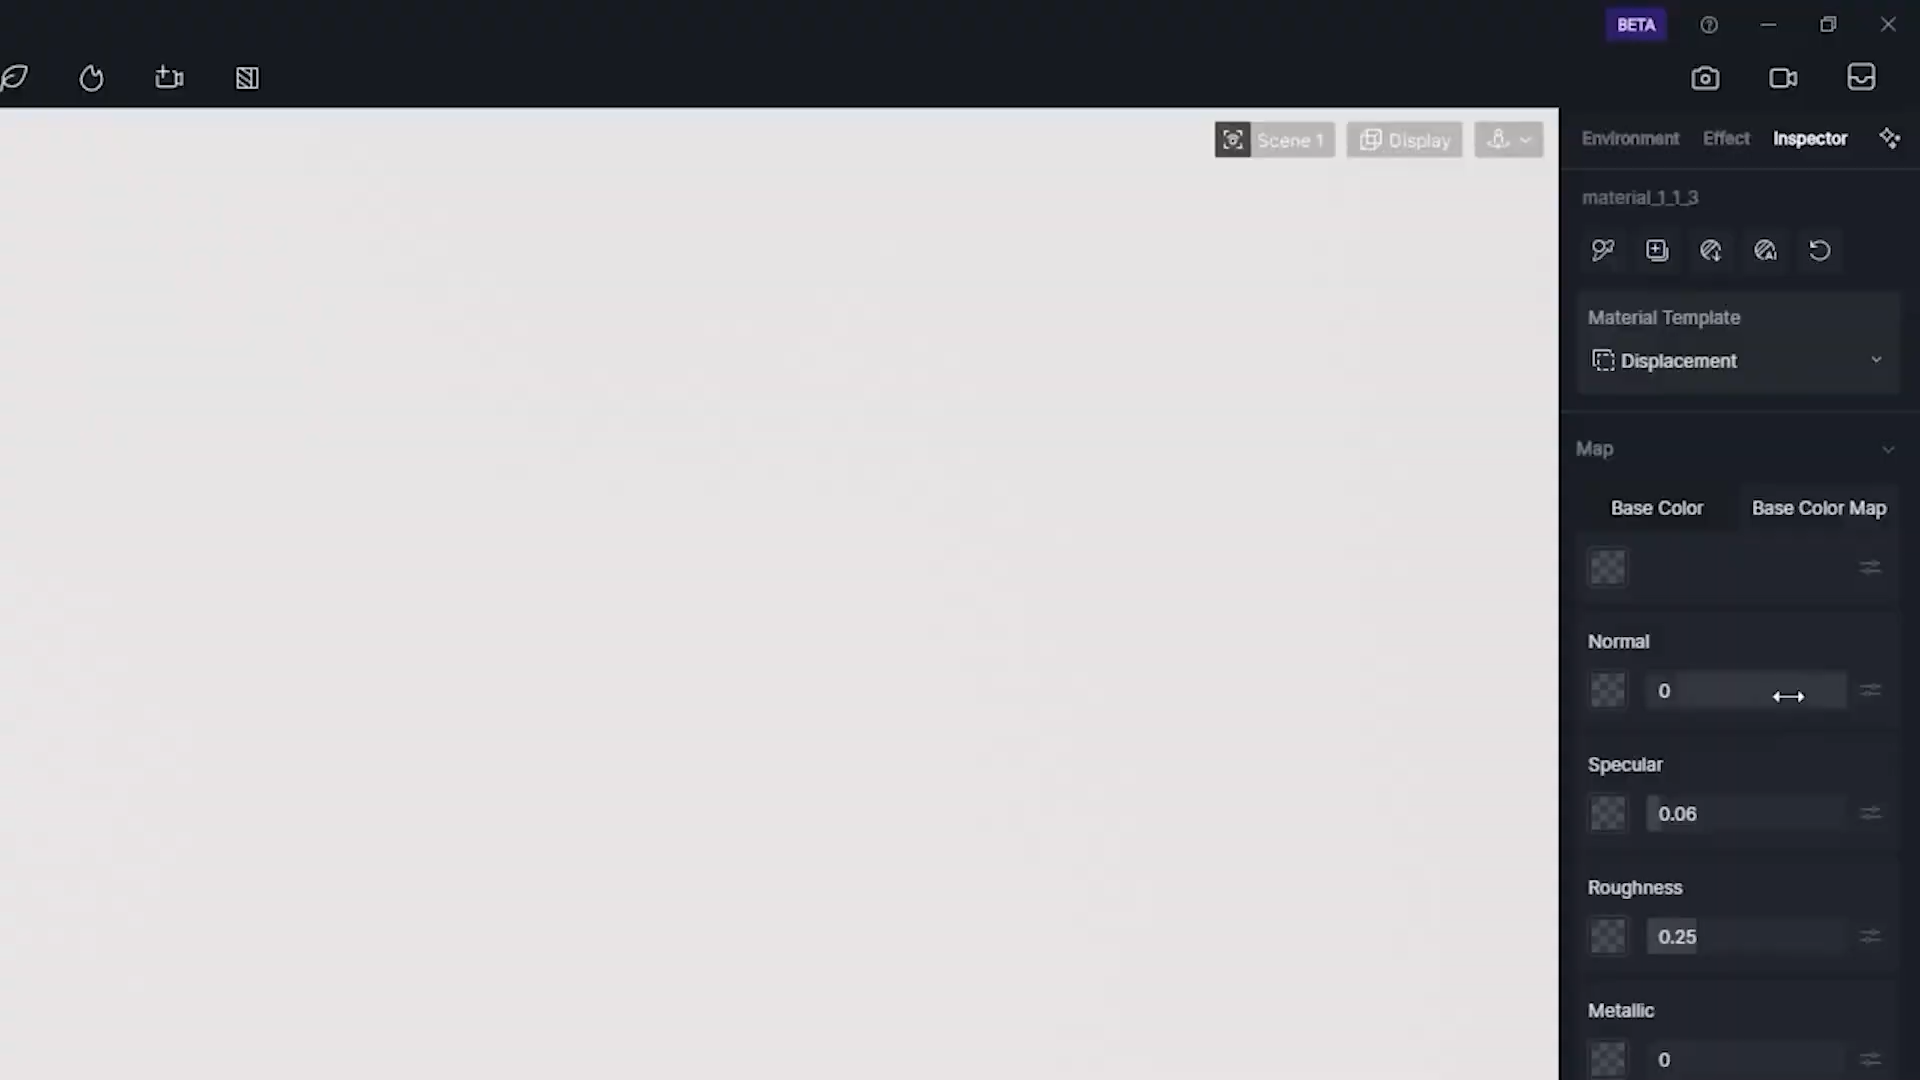 BETA
Scene 1
Display
Environment
Effect
Inspector
material_1_1_3
AI
Material Template
Displacement
Map
Base Color
Base Color Map
Normal
0
Specular
0.06
Roughness
0.25
Metallic
0